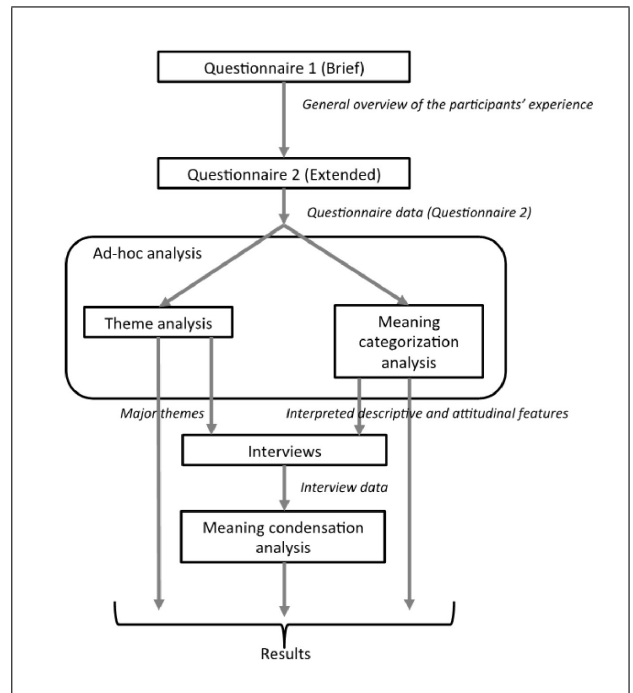 Questionnaire 1 (Brief)
General overview of the participants' experience
Questionnaire 2 (Extended)
Questionnaire data (Questionnaire 2)
Ad-hoc analysis
Theme analysis
Meaning
categorization
analysis
Major themes
Interpreted descriptive and attitudinal features
Interviews
Interview data
Meaning condensation
analysis
Results